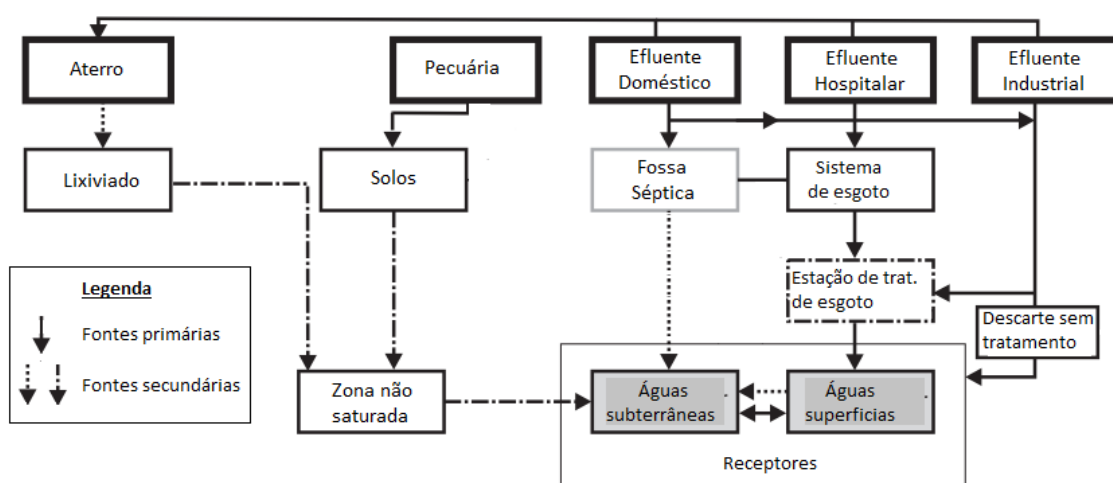 Aterro
Pecuária
Efluente
Doméstico
Efluente
Hospitalar
Efluente
Industrial
Lixiviado
Solos
Fossa
Séptica
Sistema
de esgoto
Estação de trat.
de esgoto
Descarte sem
tratamento
Legenda
Fontes primárias
Fontes secundárias
Zona não
saturada
Águas
subterrâneas
Águas
superficias
Receptores